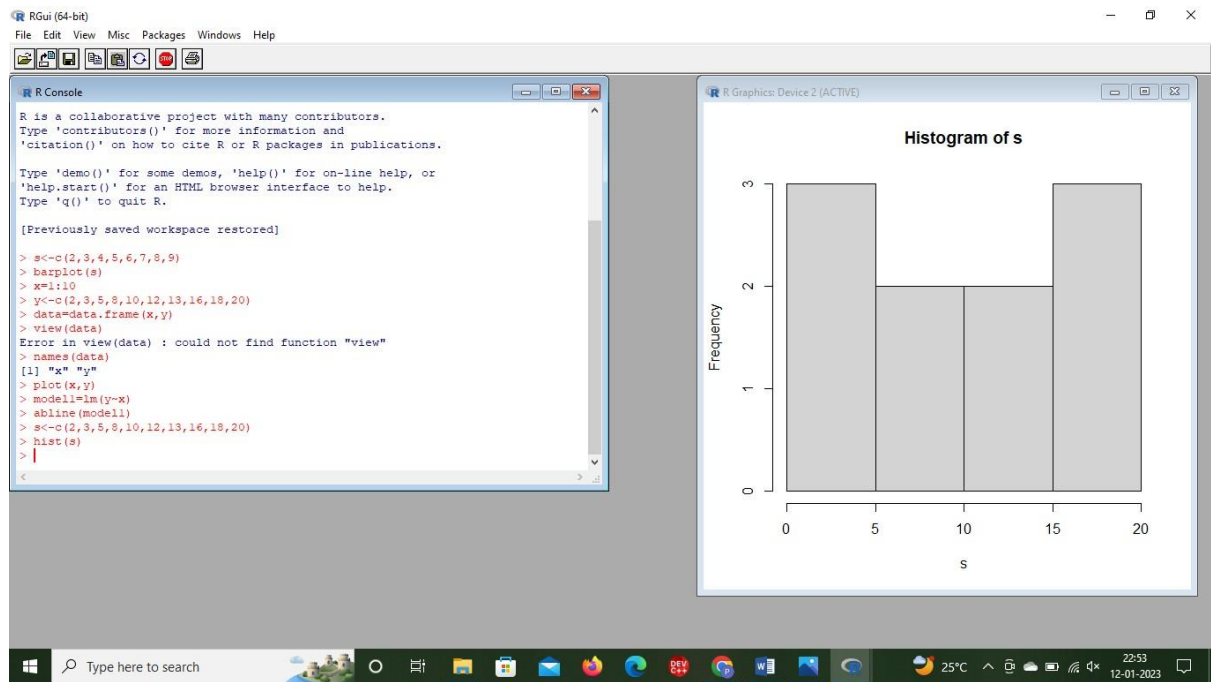 RGui (64-bit)
File Edit View Misc Packages Windows Help
STOP
R Console
R is a collaborative project with many contributors.
Type 'contributors()' for more information and
'citation()' on how to cite R or R packages in publications.
Type 'demo()' for some demos, 'help()' for on-line help, or
'help.start()' for an HTML browser interface to help.
Type 'q()' to quit R.
[Previously saved workspace restored]
> s<-c(2,3,4,5,6,7,8,9)
> barplot(s)
> x=1:10
> y<-c(2,3,5,8,10,12,13,16,18,20)
> data=data.frame(x,y)
> view(data)
Error in view(data) : could not find function "view"
> names(data)
[1] "x" "y"
> plot(x,y)
> model1=lm(y~x)
> abline(model1)
> s<-c(2,3,5,8,10,12,13,16,18,20)
> hist(s)
>
R Graphics: Device 2 (ACTIVE)
Histogram of s
Frequency
3
2
1
0
0 5 10 15 20
s
Type here to search
DEV C++
25°C
22:53
12-01-2023